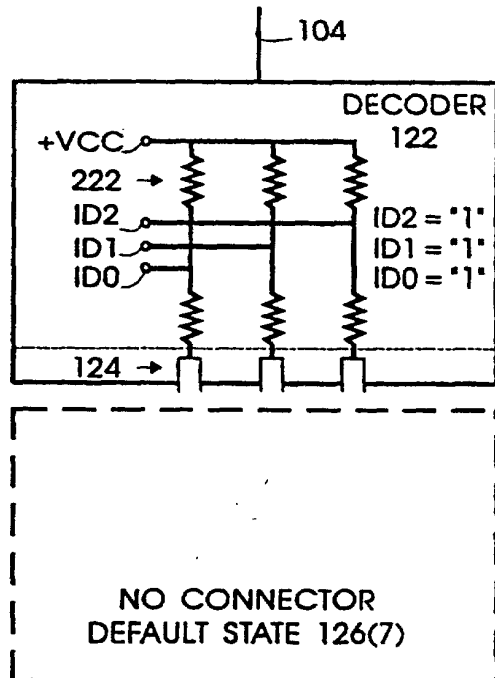 104
DECODER
122
+VCC
222 →
ID2 ID2 = "1"
ID1 ID1 = "1"
ID0 ID0 = "1"
124 →
NO CONNECTOR
DEFAULT STATE 126(7)